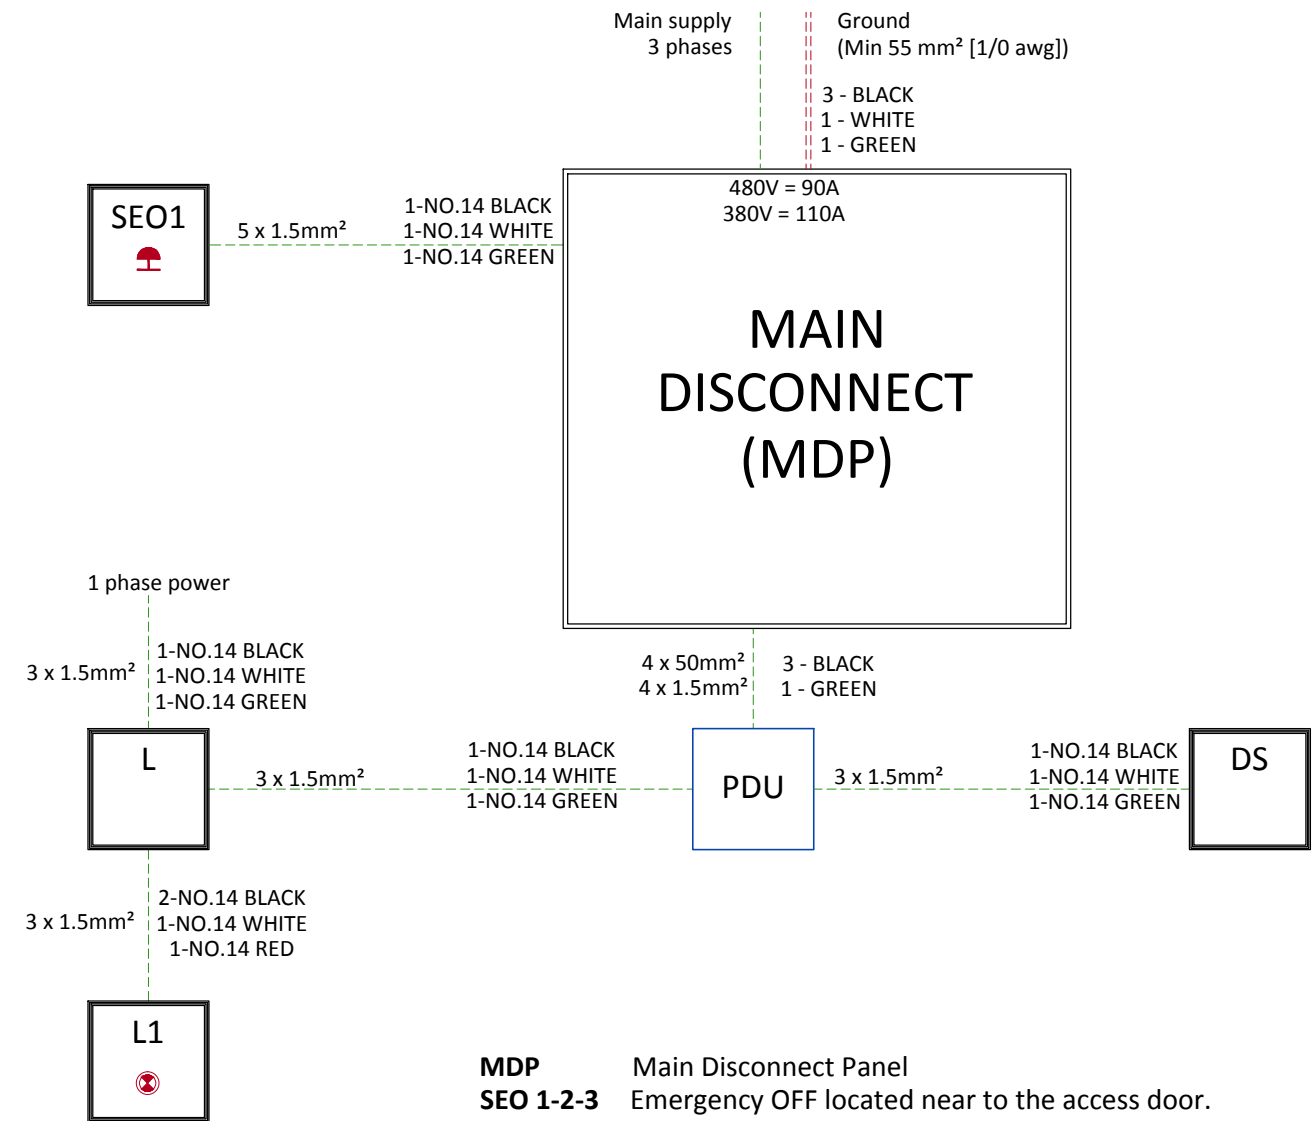 Main supply
3 phases
Ground
(Min 55 mm² [1/0 awg])
3 - BLACK
1 - WHITE
1 - GREEN
480V = 90A
380V = 110A
MAIN
DISCONNECT
(MDP)
SEO1
5 x 1.5mm²
1-NO.14 BLACK
1-NO.14 WHITE
1-NO.14 GREEN
1 phase power
3 x 1.5mm²
1-NO.14 BLACK
1-NO.14 WHITE
1-NO.14 GREEN
4 x 50mm²
4 x 1.5mm²
3 - BLACK
1 - GREEN
L
3 x 1.5mm²
1-NO.14 BLACK
1-NO.14 WHITE
1-NO.14 GREEN
PDU
3 x 1.5mm²
1-NO.14 BLACK
1-NO.14 WHITE
1-NO.14 GREEN
DS
3 x 1.5mm²
2-NO.14 BLACK
1-NO.14 WHITE
1-NO.14 RED
L1
MDP Main Disconnect Panel
SEO 1-2-3 Emergency OFF located near to the access door.